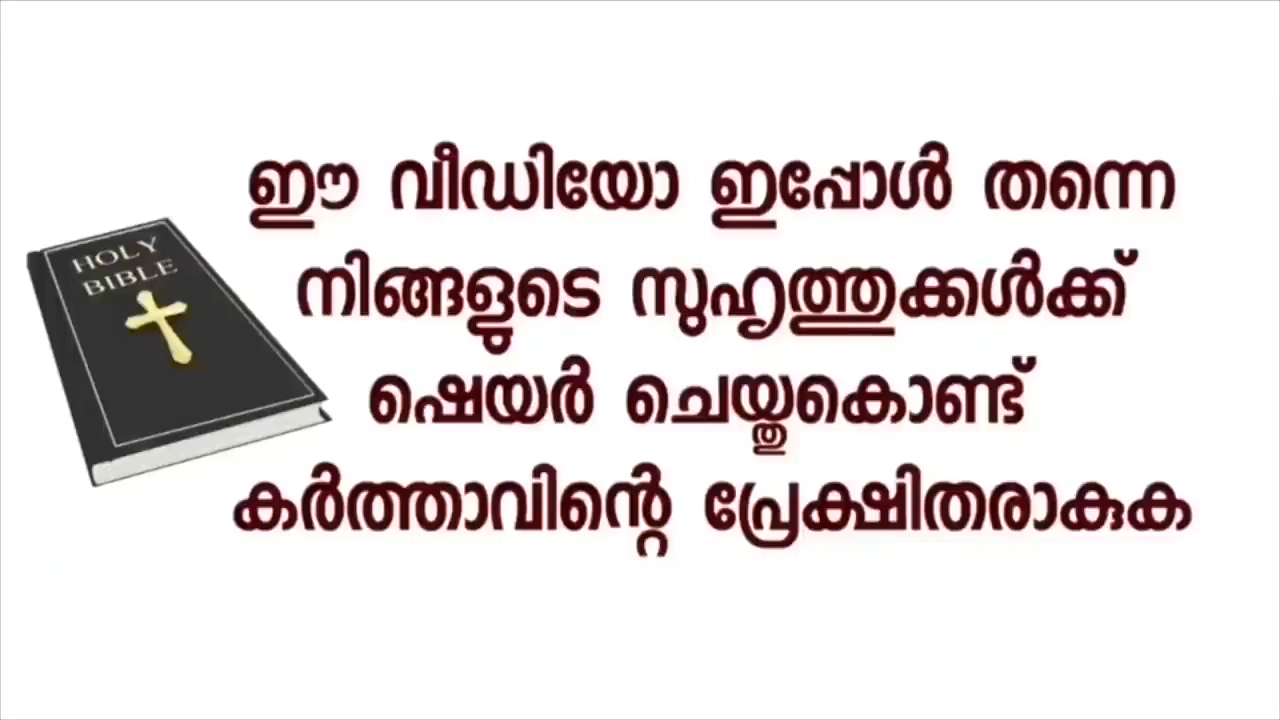 HOLY
BIBLE
ഈ വീഡിയോ ഇപ്പോൾ തന്നെ
നിങ്ങളുടെ സുഹൃത്തുക്കൾക്ക്
ഷെയർ ചെയ്തുകൊണ്ട്
കർത്താവിന്റെ പ്രേക്ഷിതരാകുക